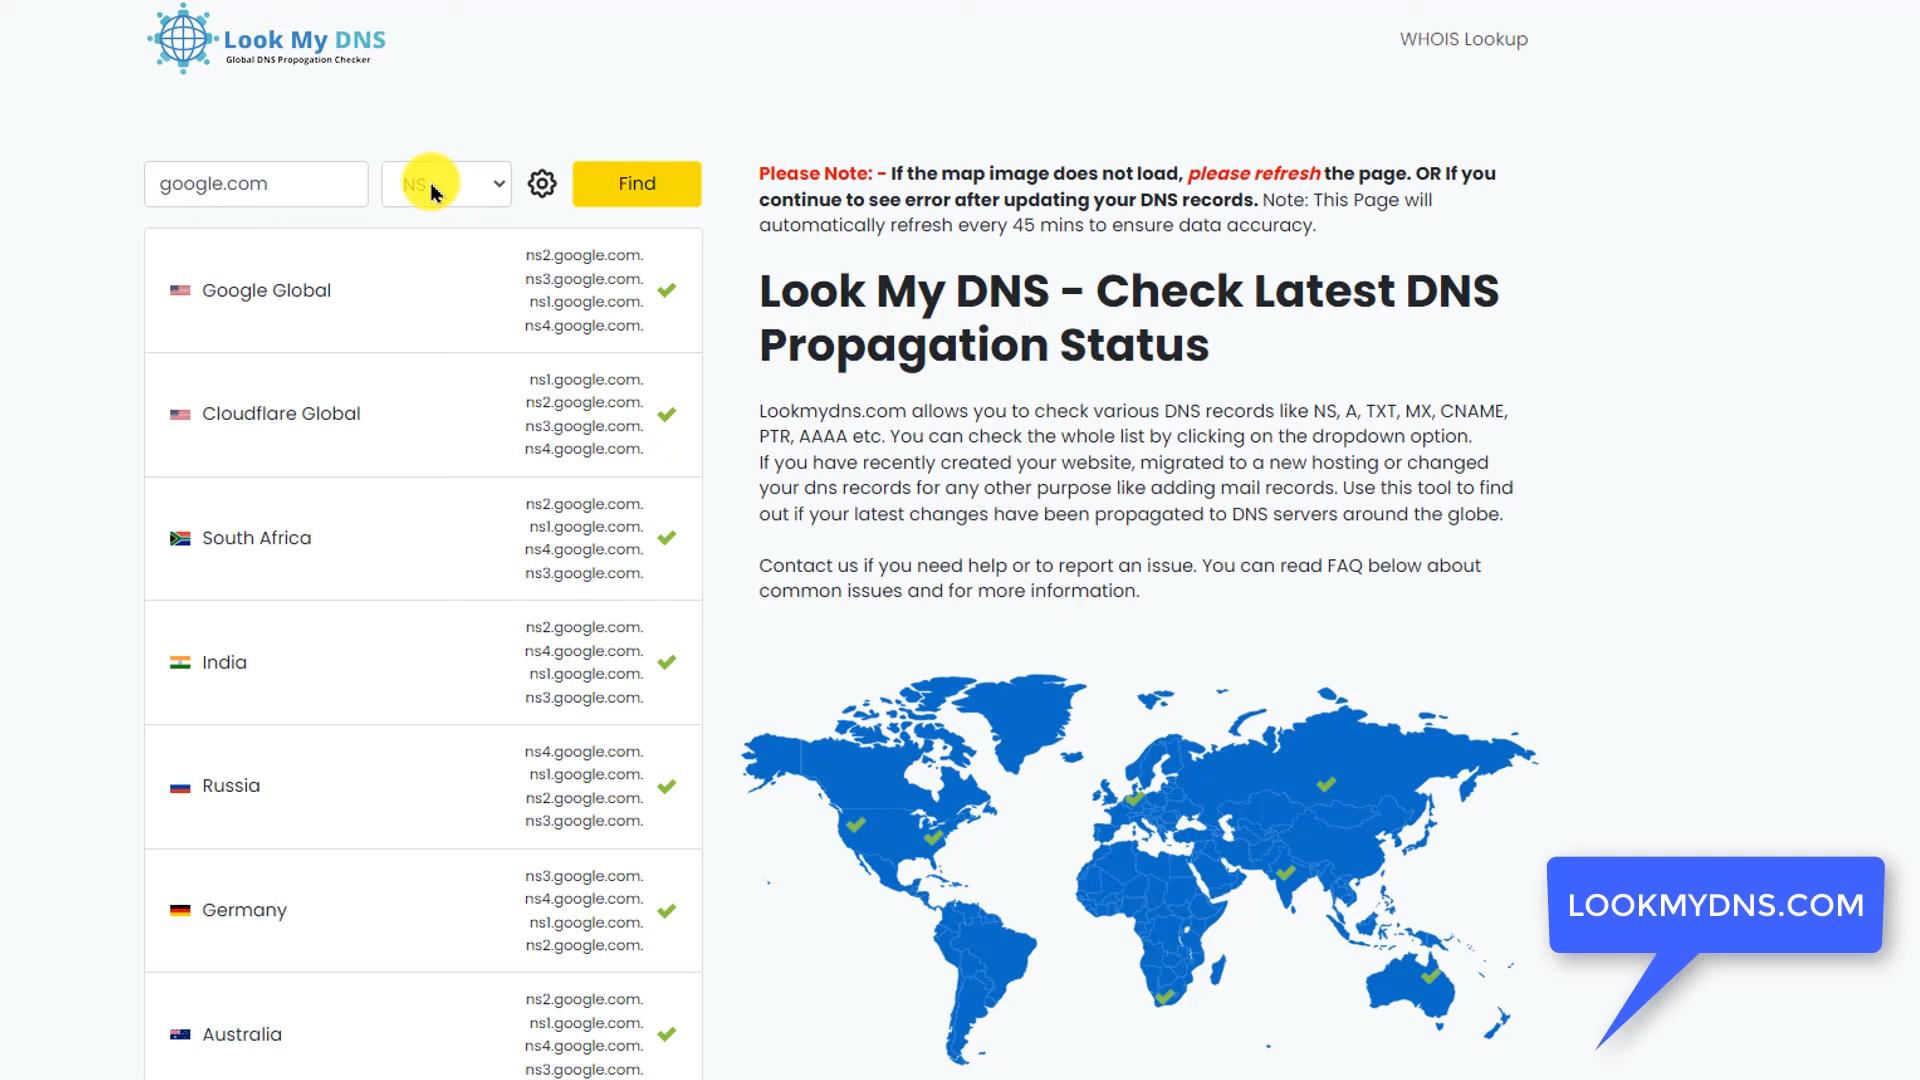 Look My DNS
Global DNS Propogation Checker
WHOIS Lookup
google.com
NS
Find
Please Note: - If the map image does not load, please refresh the page. OR If you
continue to see error after updating your DNS records. Note: This Page will
automatically refresh every 45 mins to ensure data accuracy.
Look My DNS - Check Latest DNS
Propagation Status
Lookmydns.com allows you to check various DNS records like NS, A, TXT, MX, CNAME,
PTR, AAAA etc. You can check the whole list by clicking on the dropdown option.
If you have recently created your website, migrated to a new hosting or changed
your dns records for any other purpose like adding mail records. Use this tool to find
out if your latest changes have been propagated to DNS servers around the globe.
Contact us if you need help or to report an issue. You can read FAQ below about
common issues and for more information.
Google Global
ns2.google.com.
ns3.google.com.
ns1.google.com.
ns4.google.com.
Cloudflare Global
ns1.google.com.
ns2.google.com.
ns3.google.com.
ns4.google.com.
South Africa
ns2.google.com.
ns1.google.com.
ns4.google.com.
ns3.google.com.
India
ns2.google.com.
ns4.google.com.
ns1.google.com.
ns3.google.com.
Russia
ns4.google.com.
ns1.google.com.
ns2.google.com.
ns3.google.com.
Germany
ns3.google.com.
ns4.google.com.
ns1.google.com.
ns2.google.com.
Australia
ns2.google.com.
ns1.google.com.
ns4.google.com.
ns3.google.com.
LOOKMYDNS.COM